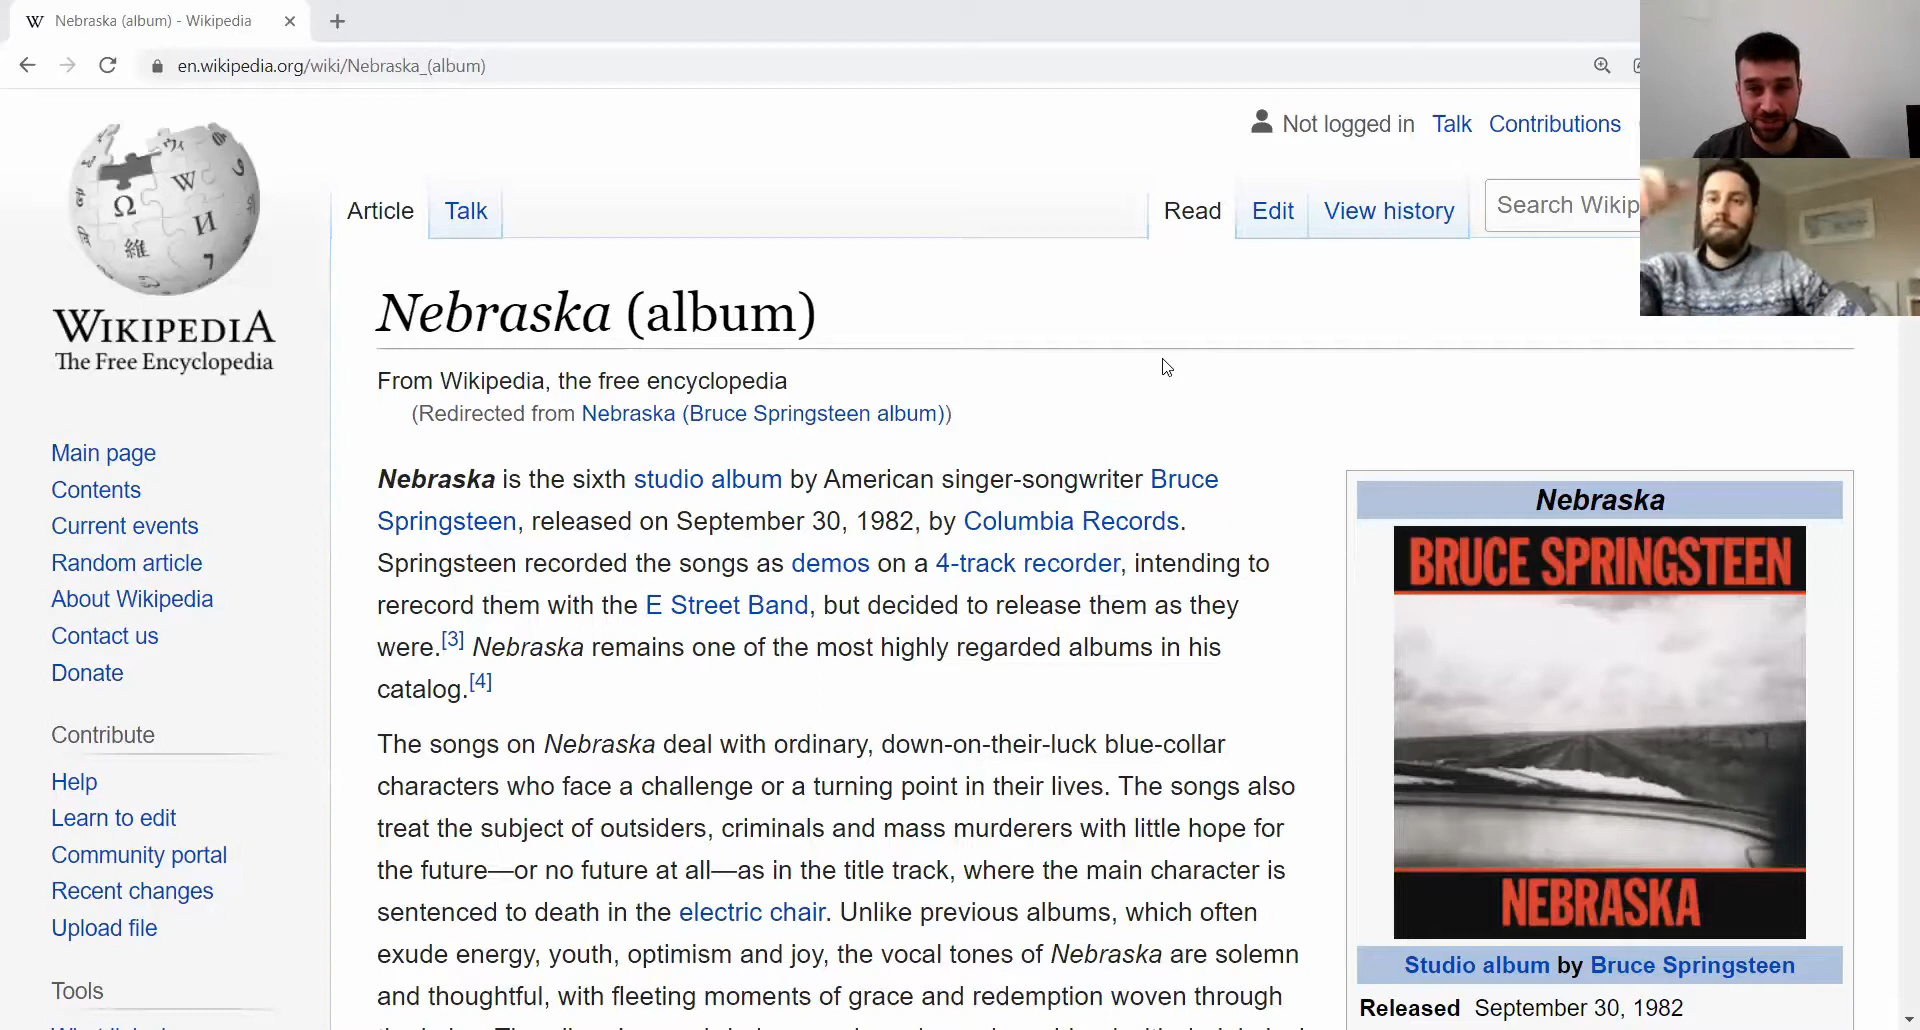 Nebraska (album) - Wikipedia
en.wikipedia.org/wiki/Nebraska_(album)
Not logged in Talk Contributions
Article Talk Read Edit View history Search Wikip
WIKIPEDIA
The Free Encyclopedia
Main page
Contents
Current events
Random article
About Wikipedia
Contact us
Donate
Contribute
Help
Learn to edit
Community portal
Recent changes
Upload file
Tools
Nebraska (album)
From Wikipedia, the free encyclopedia
(Redirected from Nebraska (Bruce Springsteen album))
Nebraska is the sixth studio album by American singer-songwriter Bruce
Springsteen, released on September 30, 1982, by Columbia Records.
Springsteen recorded the songs as demos on a 4-track recorder, intending to
rerecord them with the E Street Band, but decided to release them as they
were.[3] Nebraska remains one of the most highly regarded albums in his
catalog.[4]
The songs on Nebraska deal with ordinary, down-on-their-luck blue-collar
characters who face a challenge or a turning point in their lives. The songs also
treat the subject of outsiders, criminals and mass murderers with little hope for
the future—or no future at all—as in the title track, where the main character is
sentenced to death in the electric chair. Unlike previous albums, which often
exude energy, youth, optimism and joy, the vocal tones of Nebraska are solemn
and thoughtful, with fleeting moments of grace and redemption woven through
Nebraska
BRUCE SPRINGSTEEN
NEBRASKA
Studio album by Bruce Springsteen
Released September 30, 1982